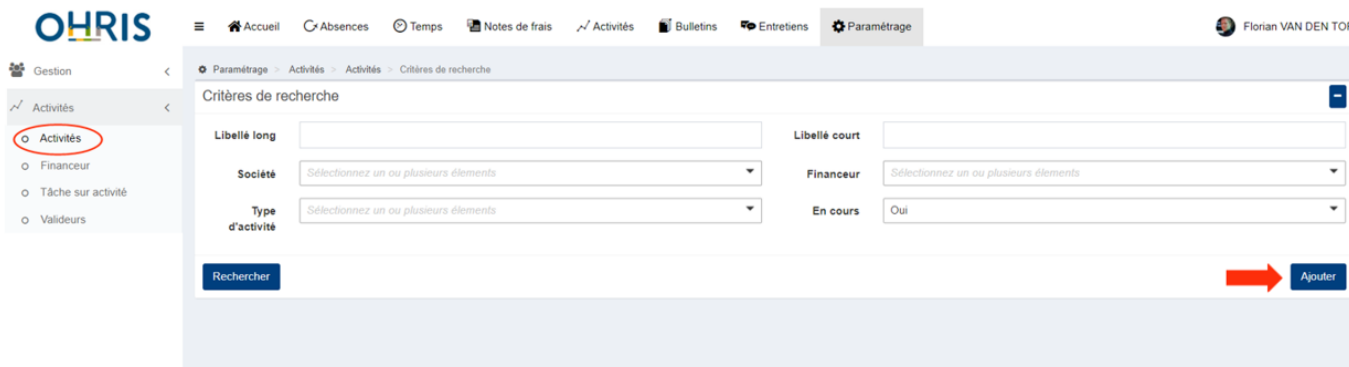 OHRIS
Accueil Absences Temps Notes de frais Activités Bulletins Entretiens Paramétrage Florian VAN DEN
Gestion
Activités
Activités
Financeur
Tâche sur activité
Valideurs
Paramétrage > Activités > Activités > Critères de recherche
Critères de recherche
Libellé long
Libellé court
Société Sélectionnez un ou plusieurs élements
Financeur Sélectionnez un ou plusieurs élements
Type
d'activité Sélectionnez un ou plusieurs élements
En cours Oui
Rechercher
Ajouter